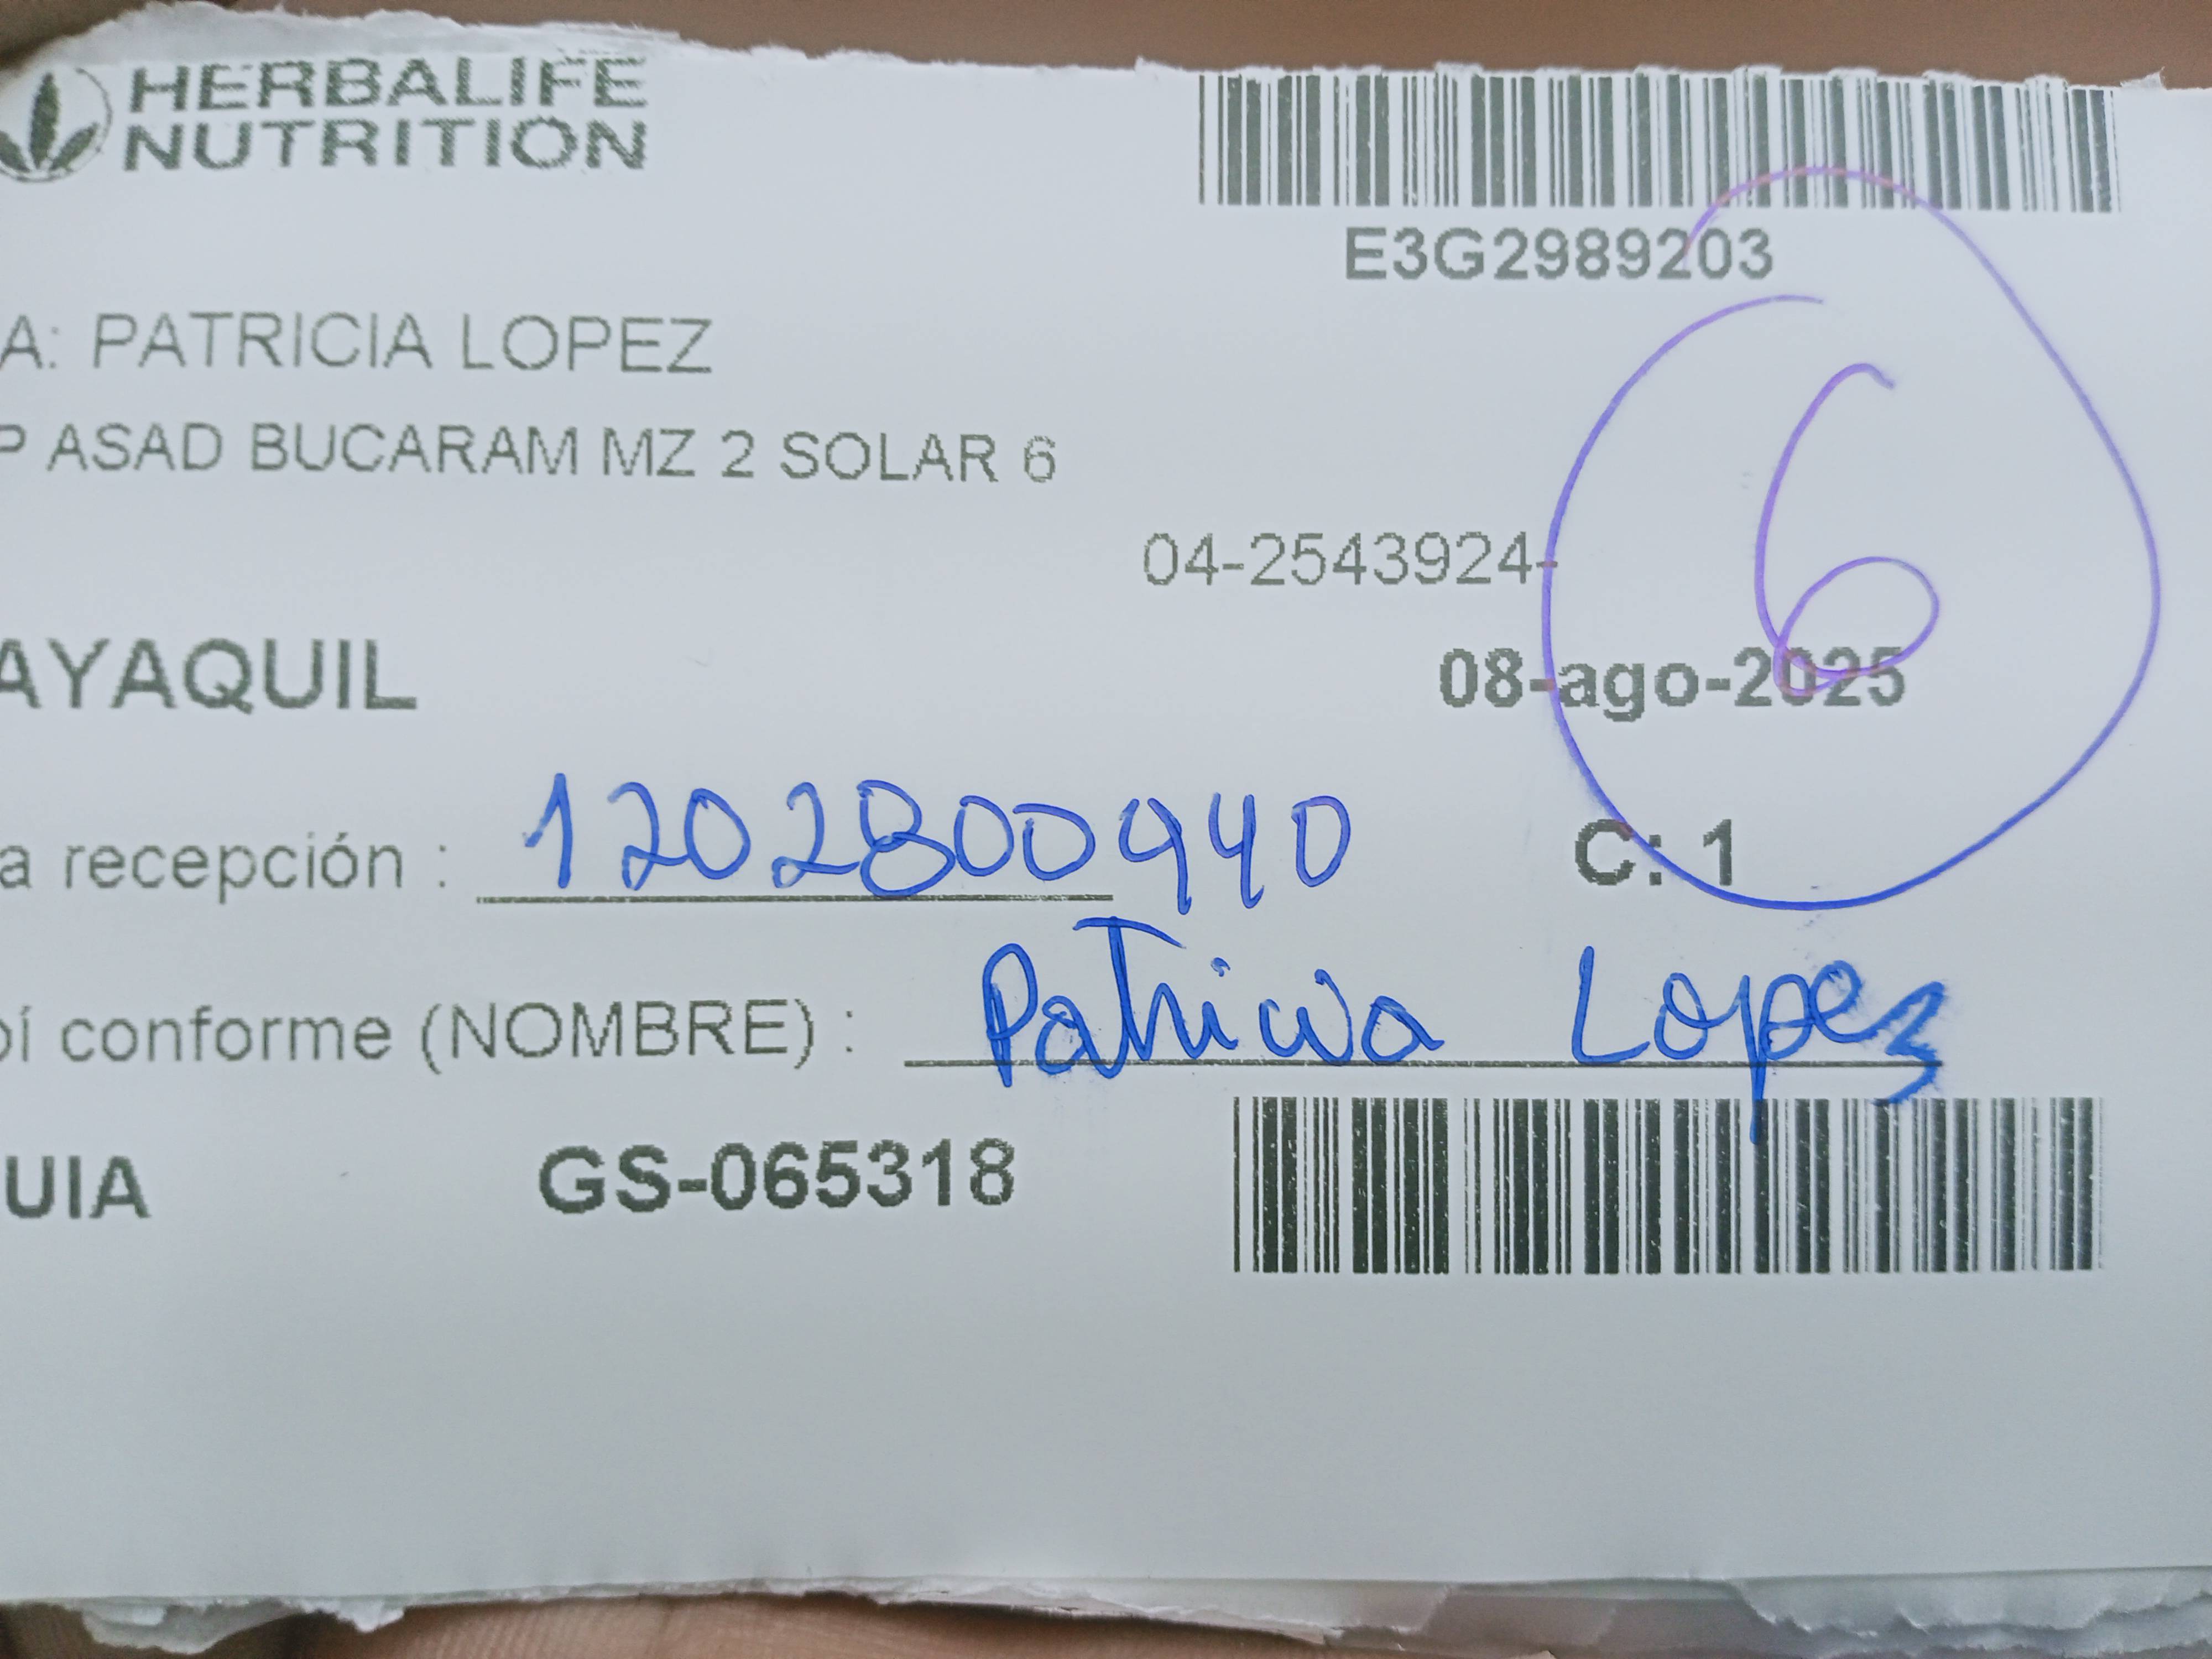 HERBALIFE
NUTRITION
E3G2989203
A: PATRICIA LOPEZ
P ASAD BUCARAM MZ 2 SOLAR 6
04-2543924-
6
AYAQUIL
08-ago-2025
a recepción : 1202800940
C: 1
bí conforme (NOMBRE) : Patricia Lopez
UIA
GS-065318